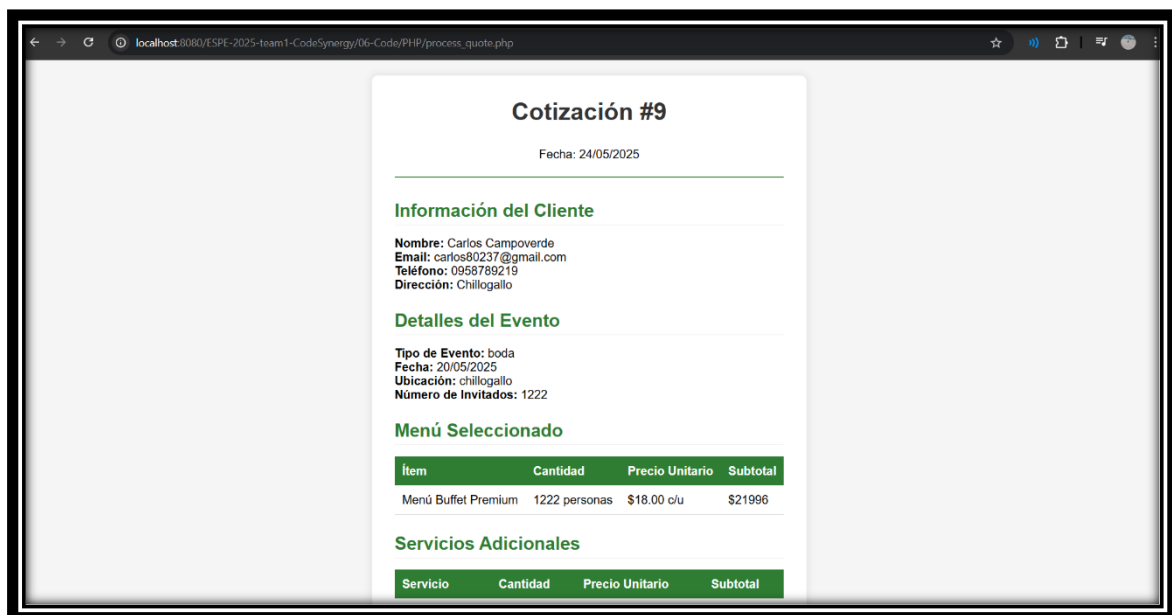 localhost:8080/ESPE-2025-team1-CodeSynergy/06-Code/PHP/process_quote.php
Cotización #9
Fecha: 24/05/2025
Información del Cliente
Nombre: Carlos Campoverde
Email: carlos80237@gmail.com
Teléfono: 0958789219
Dirección: Chillogallo
Detalles del Evento
Tipo de Evento: boda
Fecha: 20/05/2025
Ubicación: chillogallo
Número de Invitados: 1222
Menú Seleccionado
Ítem Cantidad Precio Unitario Subtotal
Menú Buffet Premium 1222 personas $18.00 c/u $21996
Servicios Adicionales
Servicio Cantidad Precio Unitario Subtotal